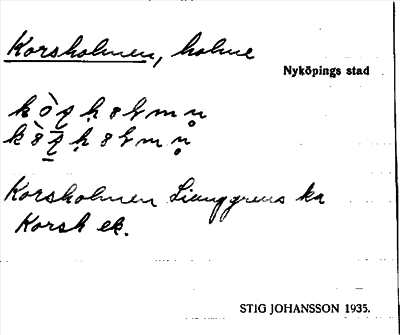 Korsholmen, holme
Nyköpings stad
Korsholmen Ljunggrens ka
Korsh ek.
STIG JOHANSSON 1935.